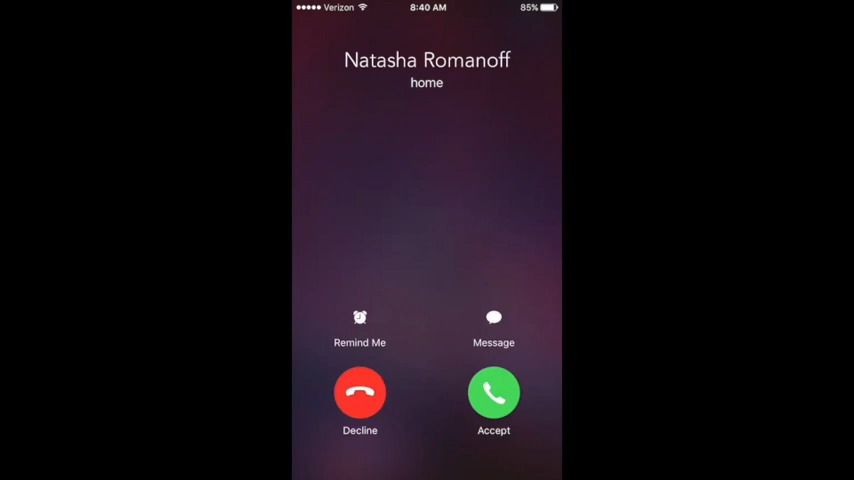 Verizon 8:40 AM 85%
Natasha Romanoff
home
Remind Me Message
Decline Accept